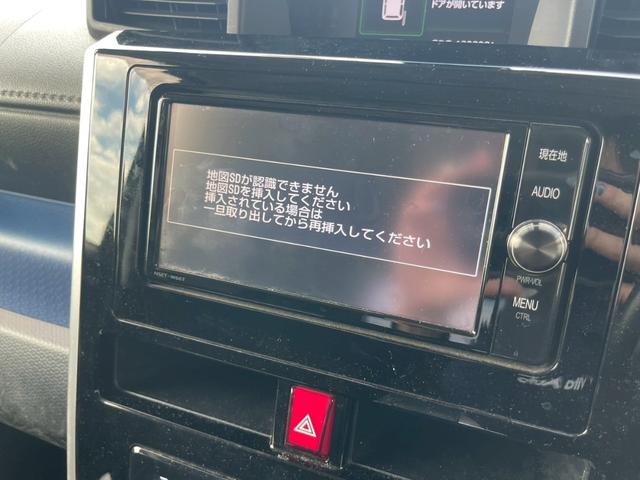 ドアが開いています
地図SDが認識できません
地図SDを挿入してください
挿入されている場合は
一旦取り出してから再挿入してください
現在地
AUDIO
PWR・VOL
MENU
CTRL